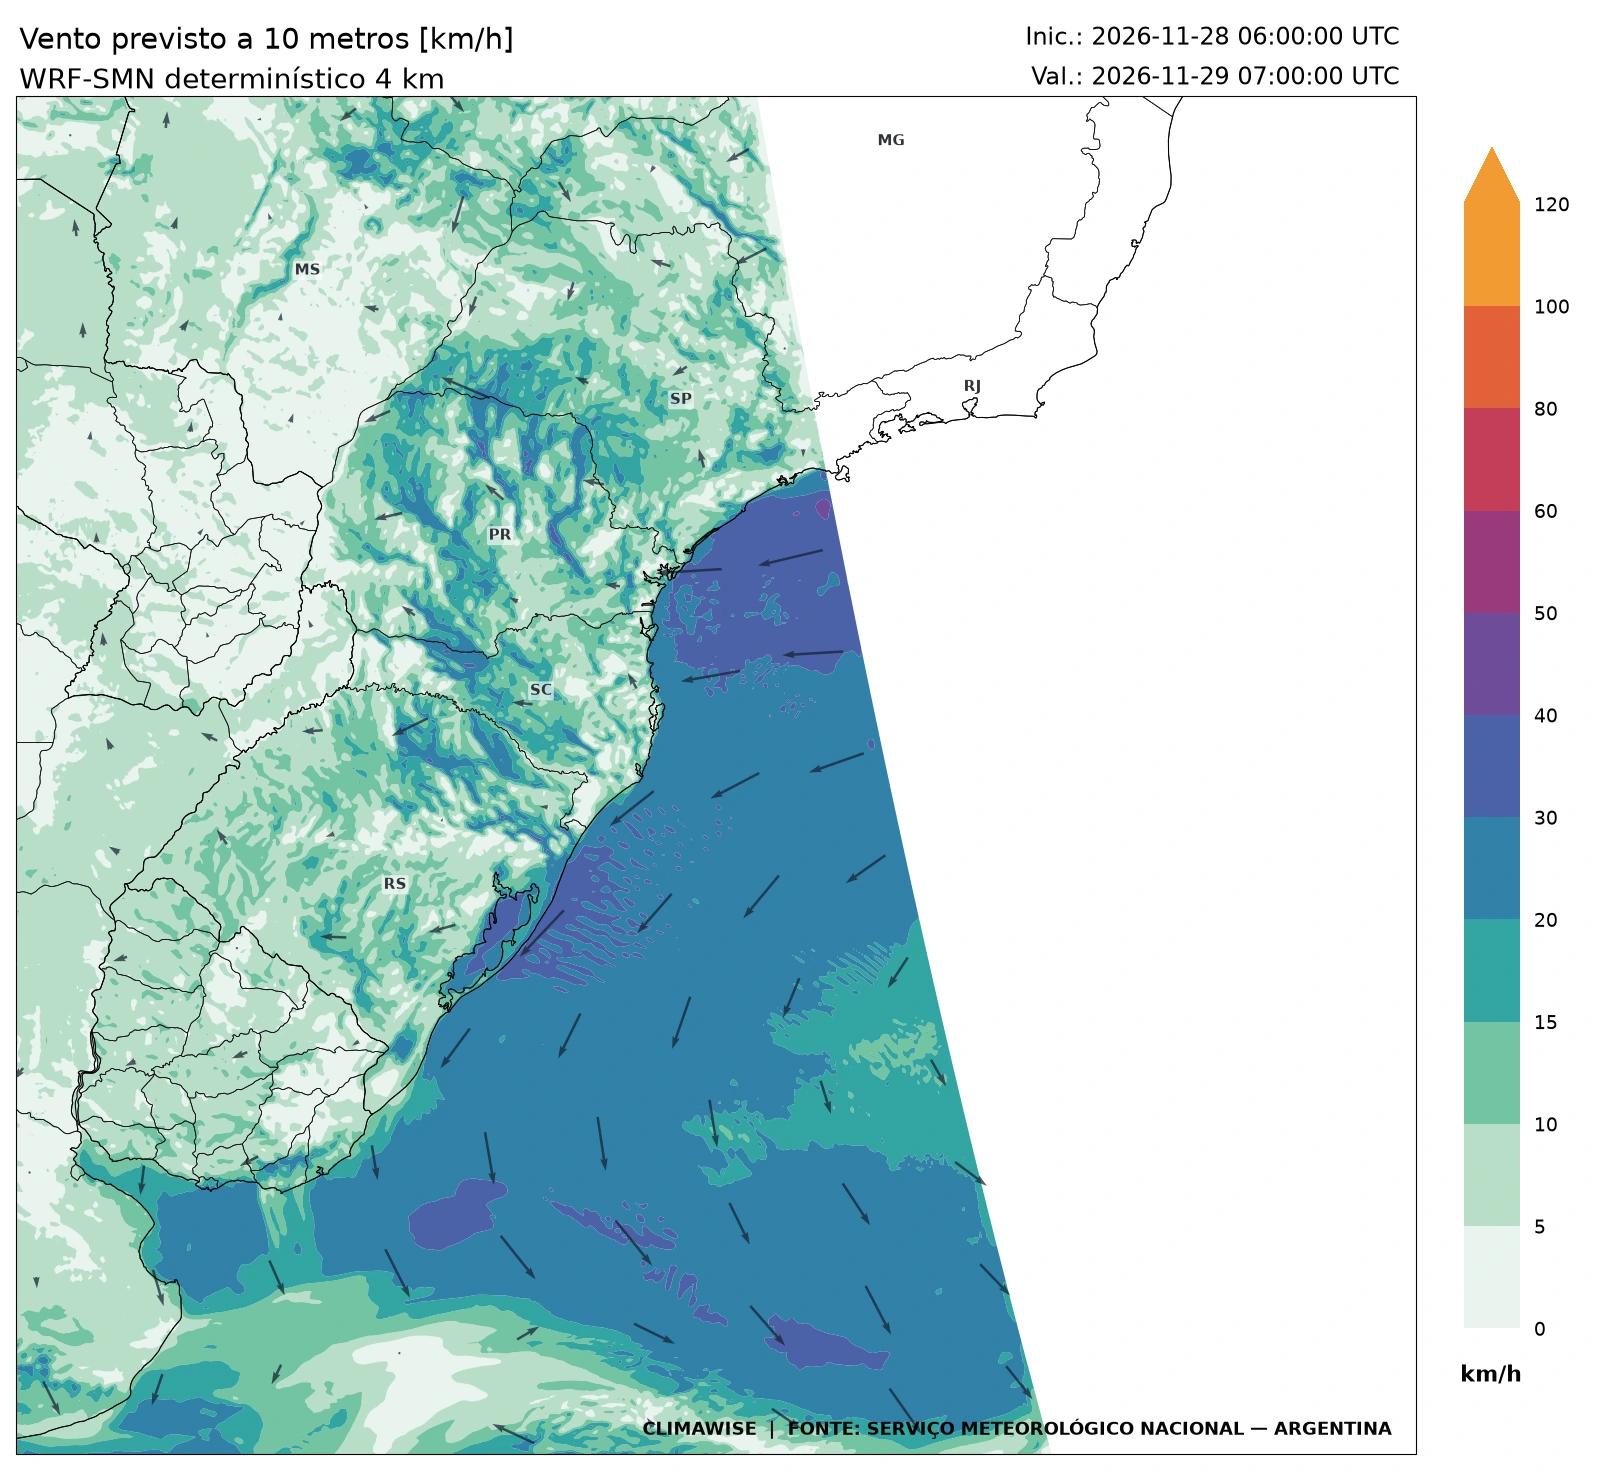 Vento previsto a 10 metros [km/h]
WRF-SMN determinístico 4 km
Inic.: 2026-11-28 06:00:00 UTC
Val.: 2026-11-29 07:00:00 UTC
MG
MS
RJ
SP
PR
SC
RS
120
100
80
60
50
40
30
20
15
10
5
0
km/h
CLIMAWISE | FONTE: SERVIÇO METEOROLÓGICO NACIONAL — ARGENTINA